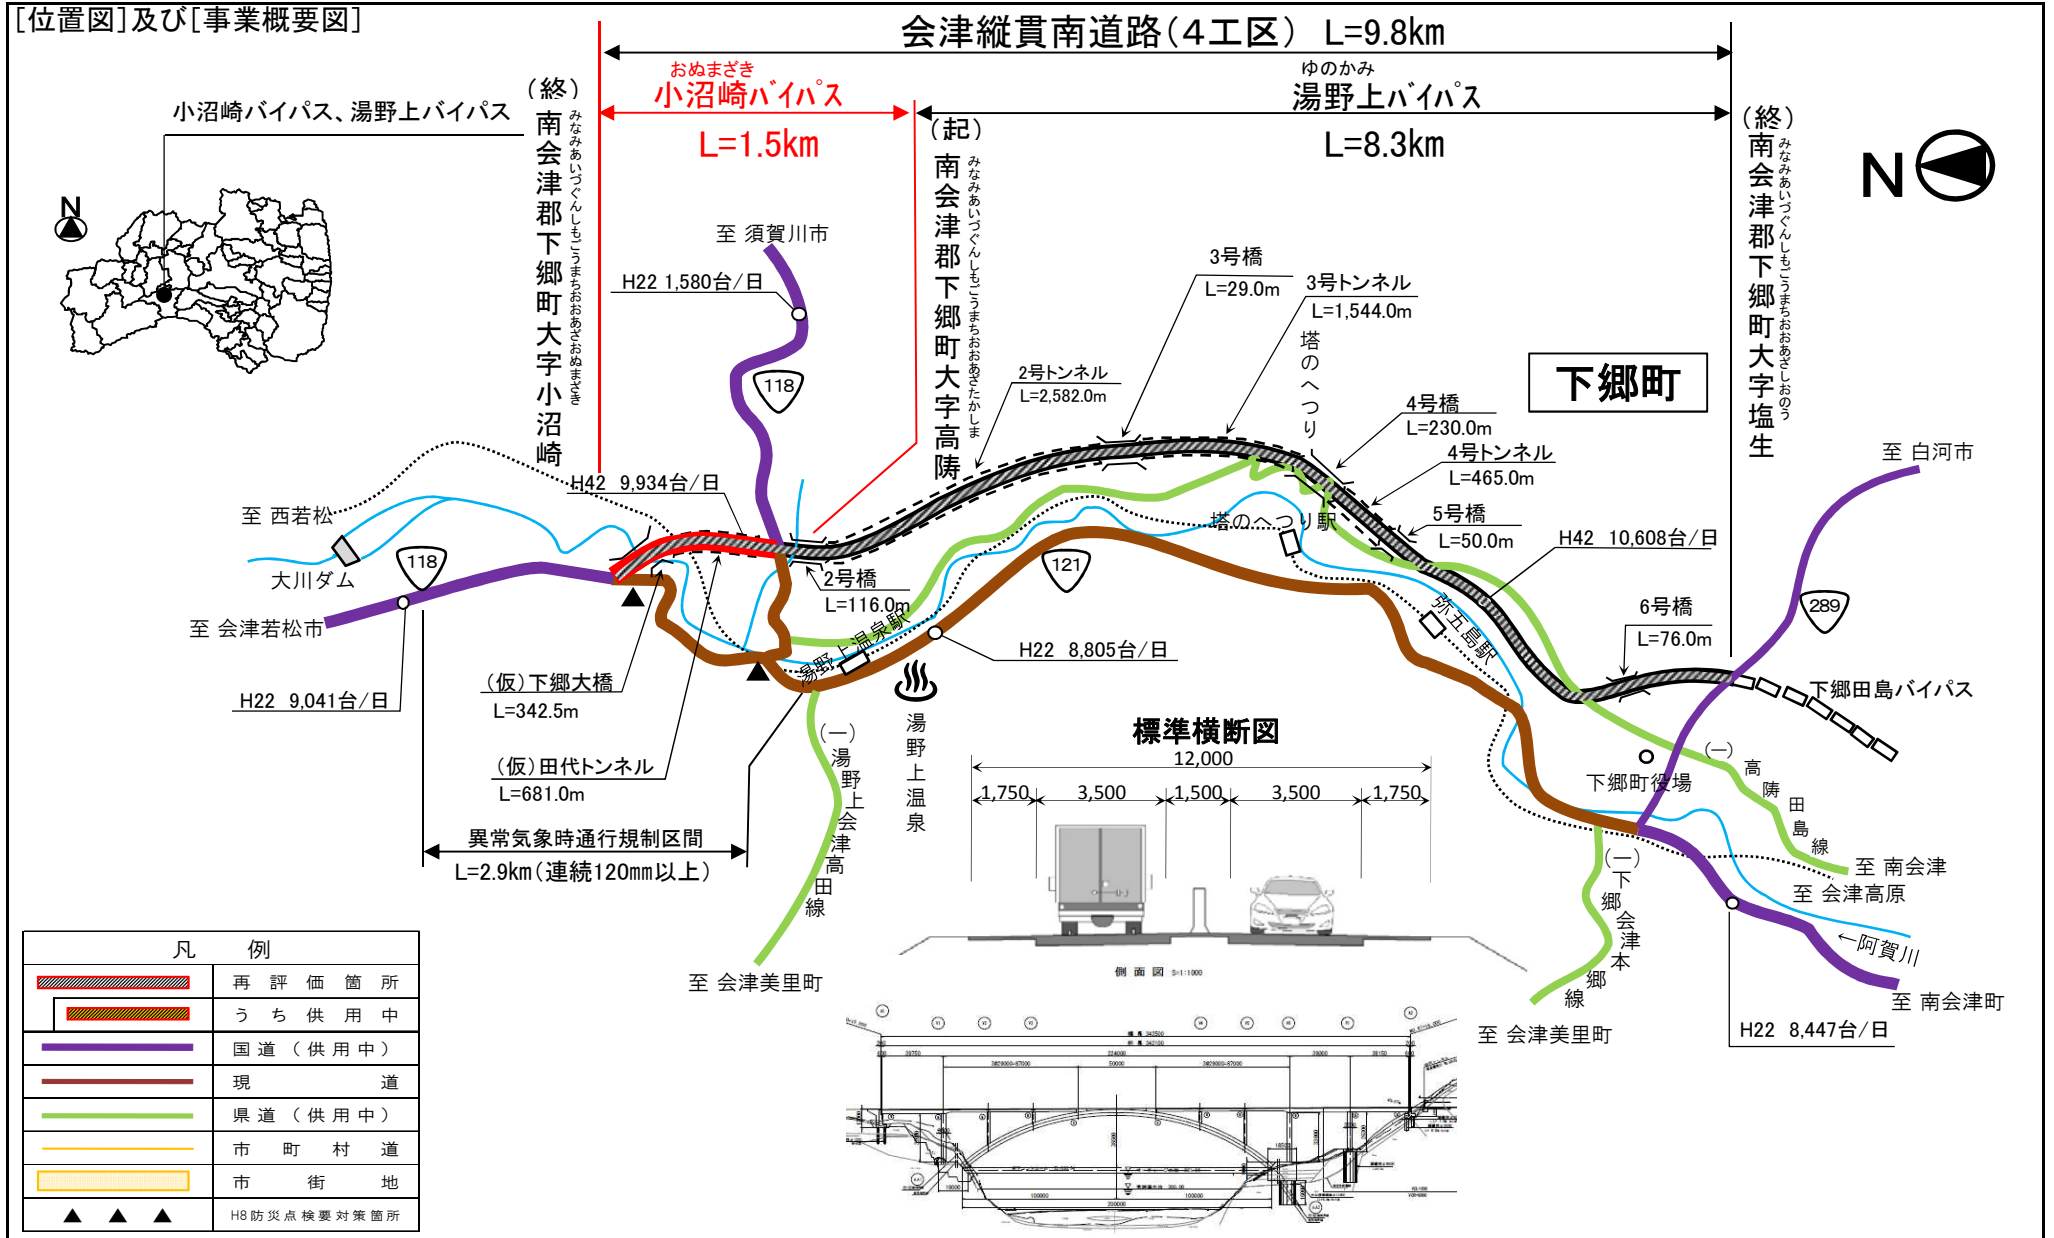 [位置図]及び[事業概要図]
会津縦貫南道路（４工区） L=9.8km
おぬまざき
小沼崎バイパス
L=1.5km
ゆのかみ
湯野上バイパス
L=8.3km
小沼崎バイパス、湯野上バイパス
（終）
南会津郡下郷町大字小沼崎
みなみあいづぐんしもごうまちおおあざおぬまざき
（起）
南会津郡下郷町大字高陦
みなみあいづぐんしもごうまちおおあざたかしま
（終）
南会津郡下郷町大字塩生
みなみあいづぐんしもごうまちおおあざしおのう
N
N
至 須賀川市
H22 1,580台/日
118
3号橋
L=29.0m
3号トンネル
L=1,544.0m
塔のへつり
2号トンネル
L=2,582.0m
下郷町
4号橋
L=230.0m
4号トンネル
L=465.0m
5号橋
L=50.0m
H42 10,608台/日
至 白河市
289
H42 9,934台/日
至 西若松
大川ダム
118
至 会津若松市
H22 9,041台/日
2号橋
L=116.0m
121
塔のへつり駅
弥五島駅
湯野上温泉駅
H22 8,805台/日
湯野上温泉
6号橋
L=76.0m
下郷田島バイパス
(仮)下郷大橋
L=342.5m
(仮)田代トンネル
L=681.0m
異常気象時通行規制区間
L=2.9km(連続120mm以上)
(一)湯野上会津高田線
至 会津美里町
下郷町役場
(一)高陦田島線
至 南会津
至 会津高原
←阿賀川
至 南会津町
H22 8,447台/日
(一)下郷会津本郷線
至 会津美里町
標準横断図
12,000
1,750
3,500
1,500
3,500
1,750
側面図 S=1:1000
凡 例
再評価箇所
うち供用中
国道（供用中）
現道
県道（供用中）
市町村道
市街地
H8防災点検要対策箇所